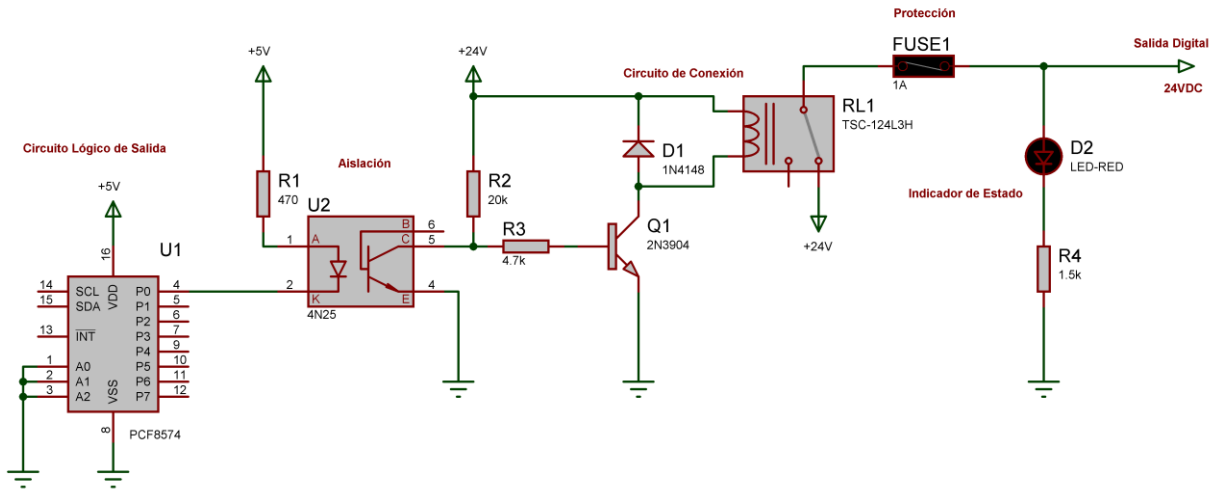 Protección
FUSE1
1A
Salida Digital
24VDC
+5V
+24V
Circuito de Conexión
RL1
TSC-124L3H
+24V
D1
1N4148
D2
LED-RED
Indicador de Estado
R4
1.5k
Circuito Lógico de Salida
Aislación
R1
470
R2
20k
R3
4.7k
Q1
2N3904
U2
1
A
2
K
B
6
C
5
E
4
4N25
+5V
U1
16
14
SCL
15
SDA
13
INT
1
A0
2
A1
3
A2
VDD
VSS
P0
4
P1
5
P2
6
P3
7
P4
9
P5
10
P6
11
P7
12
8
PCF8574